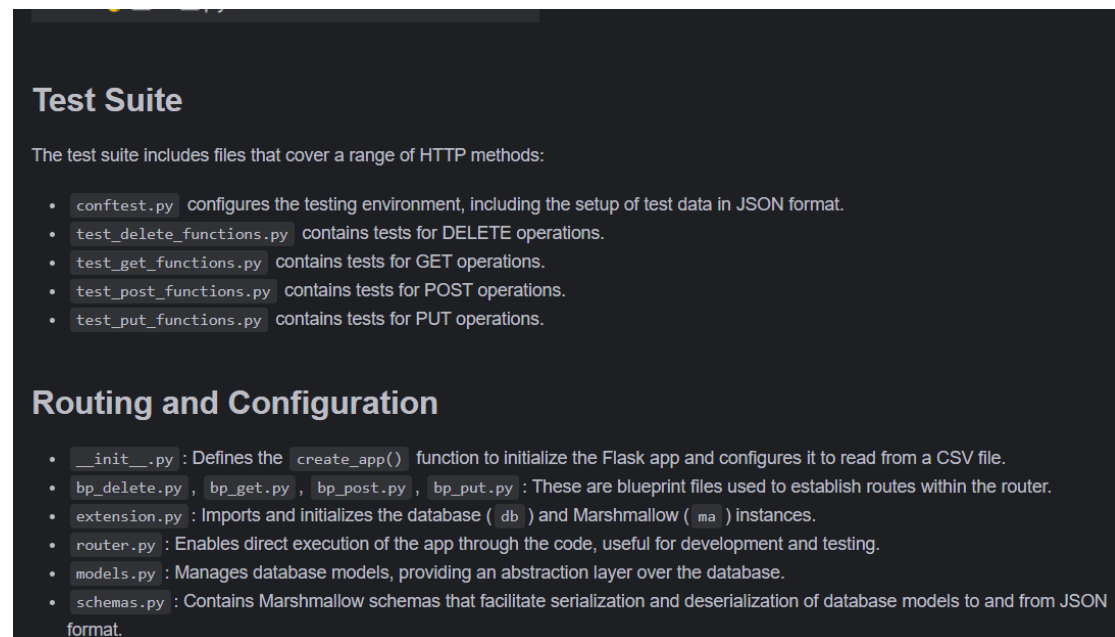 Test Suite
The test suite includes files that cover a range of HTTP methods:
• conftest.py configures the testing environment, including the setup of test data in JSON format.
• test_delete_functions.py contains tests for DELETE operations.
• test_get_functions.py contains tests for GET operations.
• test_post_functions.py contains tests for POST operations.
• test_put_functions.py contains tests for PUT operations.
Routing and Configuration
• __init__.py : Defines the create_app() function to initialize the Flask app and configures it to read from a CSV file.
• bp_delete.py , bp_get.py , bp_post.py , bp_put.py : These are blueprint files used to establish routes within the router.
• extension.py : Imports and initializes the database ( db ) and Marshmallow ( ma ) instances.
• router.py : Enables direct execution of the app through the code, useful for development and testing.
• models.py : Manages database models, providing an abstraction layer over the database.
• schemas.py : Contains Marshmallow schemas that facilitate serialization and deserialization of database models to and from JSON
format.